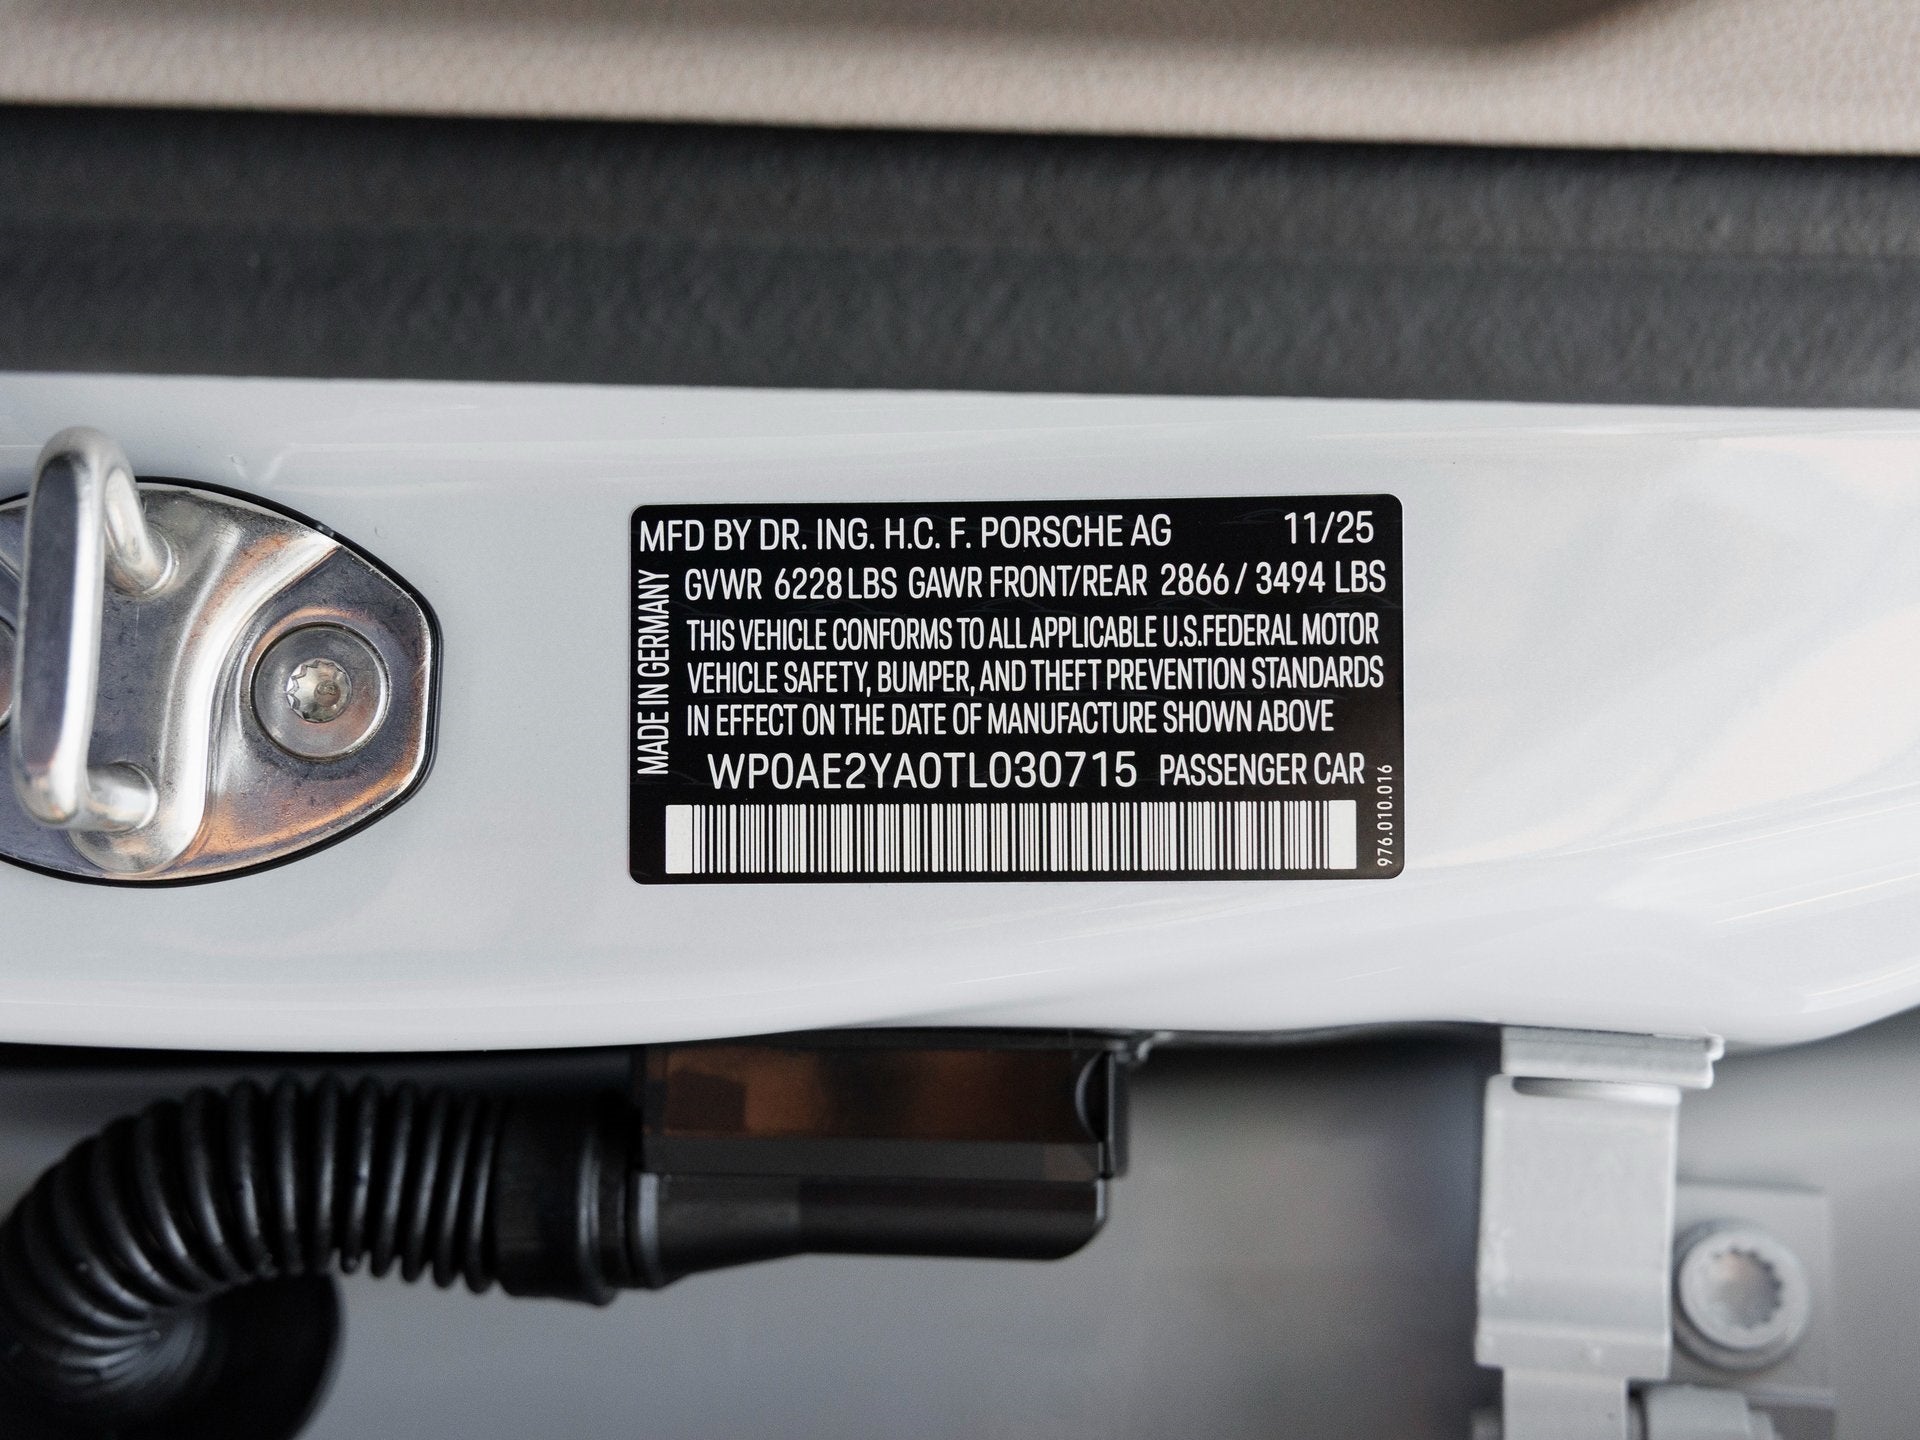 MFD BY DR. ING. H.C. F. PORSCHE AG 11/25
GVWR 6228 LBS GAWR FRONT/REAR 2866 / 3494 LBS
THIS VEHICLE CONFORMS TO ALL APPLICABLE U.S.FEDERAL MOTOR
VEHICLE SAFETY, BUMPER, AND THEFT PREVENTION STANDARDS
IN EFFECT ON THE DATE OF MANUFACTURE SHOWN ABOVE
WP0AE2YA0TL030715 PASSENGER CAR
MADE IN GERMANY
976.010.016